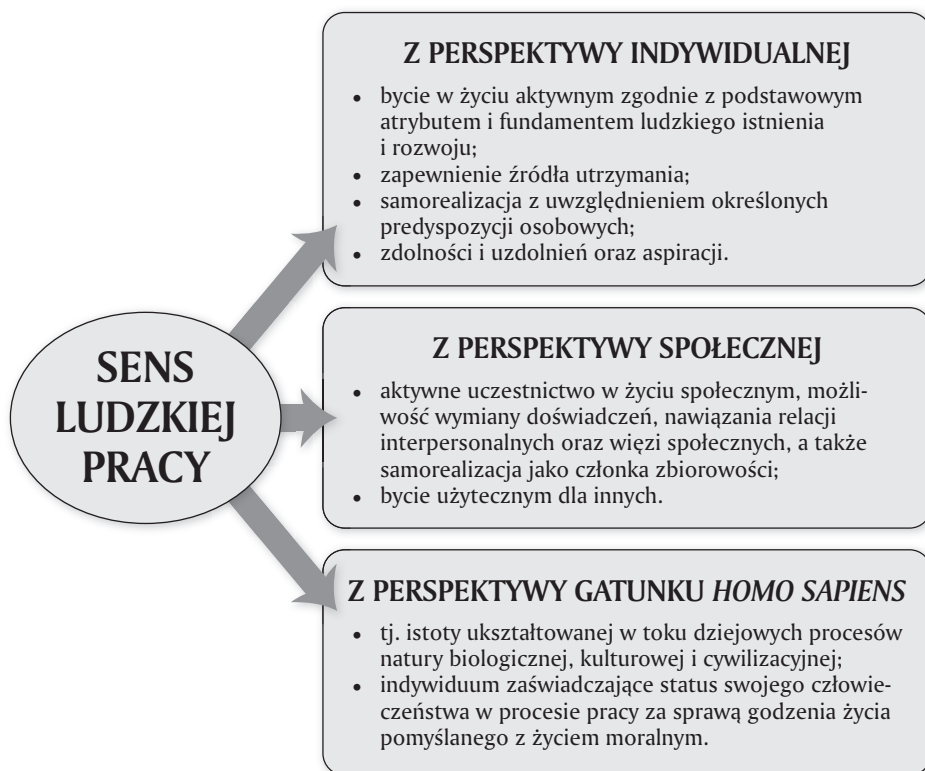 Z PERSPEKTYWY INDYWIDUALNEJ
• bycie w życiu aktywnym zgodnie z podstawowym
atrybutem i fundamentem ludzkiego istnienia
i rozwoju;
• zapewnienie źródła utrzymania;
• samorealizacja z uwzględnieniem określonych
predyspozycji osobowych;
• zdolności i uzdolnień oraz aspiracji.
SENS
LUDZKIEJ
PRACY
Z PERSPEKTYWY SPOŁECZNEJ
• aktywne uczestnictwo w życiu społecznym, możli-
wość wymiany doświadczeń, nawiązania relacji
interpersonalnych oraz więzi społecznych, a także
samorealizacja jako członka zbiorowości;
• bycie użytecznym dla innych.
Z PERSPEKTYWY GATUNKU HOMO SAPIENS
• tj. istoty ukształtowanej w toku dziejowych procesów
natury biologicznej, kulturowej i cywilizacyjnej;
• indywiduum zaświadczające status swojego człowie-
czeństwa w procesie pracy za sprawą godzenia życia
pomyślanego z życiem moralnym.